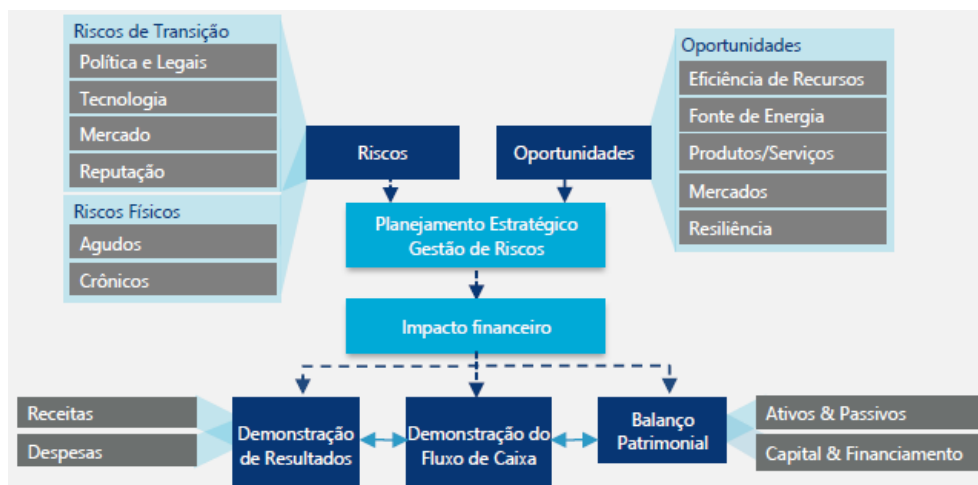 Riscos de Transição
Política e Legais
Tecnologia
Mercado
Reputação
Riscos Físicos
Agudos
Crônicos
Riscos
Oportunidades
Oportunidades
Eficiência de Recursos
Fonte de Energia
Produtos/Serviços
Mercados
Resiliência
Planejamento Estratégico
Gestão de Riscos
Impacto financeiro
Receitas
Despesas
Demonstração
de Resultados
Demonstração do
Fluxo de Caixa
Balanço
Patrimonial
Ativos & Passivos
Capital & Financiamento